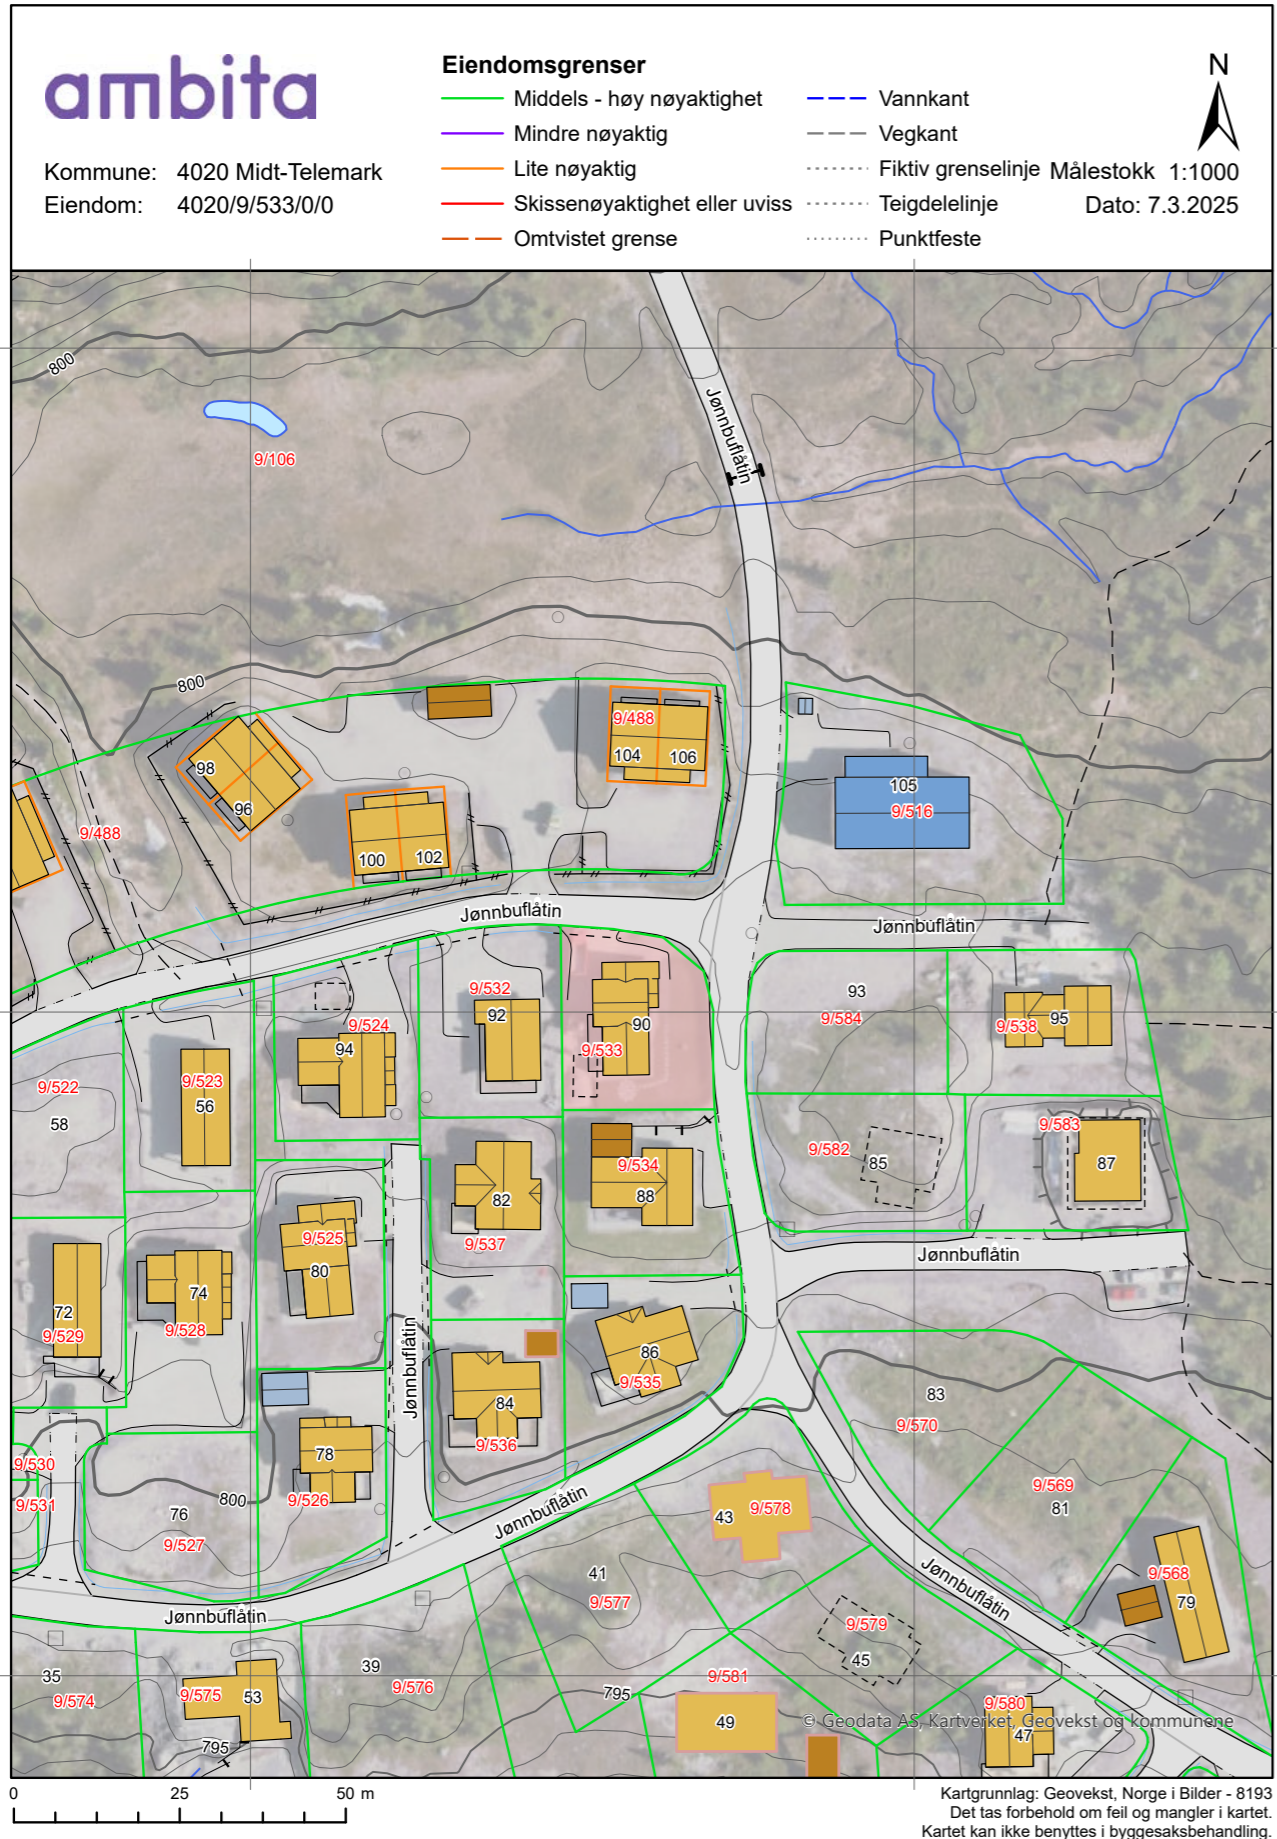 ambita
Kommune: 4020 Midt-Telemark
Eiendom: 4020/9/533/0/0
Eiendomsgrenser
Middels - høy nøyaktighet
Mindre nøyaktig
Lite nøyaktig
Skissenøyaktighet eller uviss
Omtvistet grense
Vannkant
Vegkant
Fiktiv grenselinje
Teigdelelinje
Punktfeste
N
Målestokk 1:1000
Dato: 7.3.2025
800
Jønnbuflåtin
9/106
800
9/488
98
104
106
96
105
9/516
9/488
100
102
Jønnbuflåtin
Jønnbuflåtin
9/532
92
93
9/584
9/524
94
90
9/533
9/538
95
9/522
58
9/523
56
9/583
9/582
85
87
9/534
88
82
9/537
9/525
80
Jønnbuflåtin
74
9/528
72
9/529
Jønnbuflåtin
86
9/535
84
9/536
83
9/570
78
9/526
9/530
9/531
800
76
9/527
Jønnbuflåtin
43
9/578
9/569
81
Jønnbuflåtin
41
9/577
9/568
79
Jønnbuflåtin
9/579
45
35
9/574
9/575
53
39
9/576
9/581
795
49
9/580
47
795
© Geodata AS, Kartverket, Geovekst og kommunene
0 25 50 m
Kartgrunnlag: Geovekst, Norge i Bilder - 8193
Det tas forbehold om feil og mangler i kartet.
Kartet kan ikke benyttes i byggesaksbehandling.